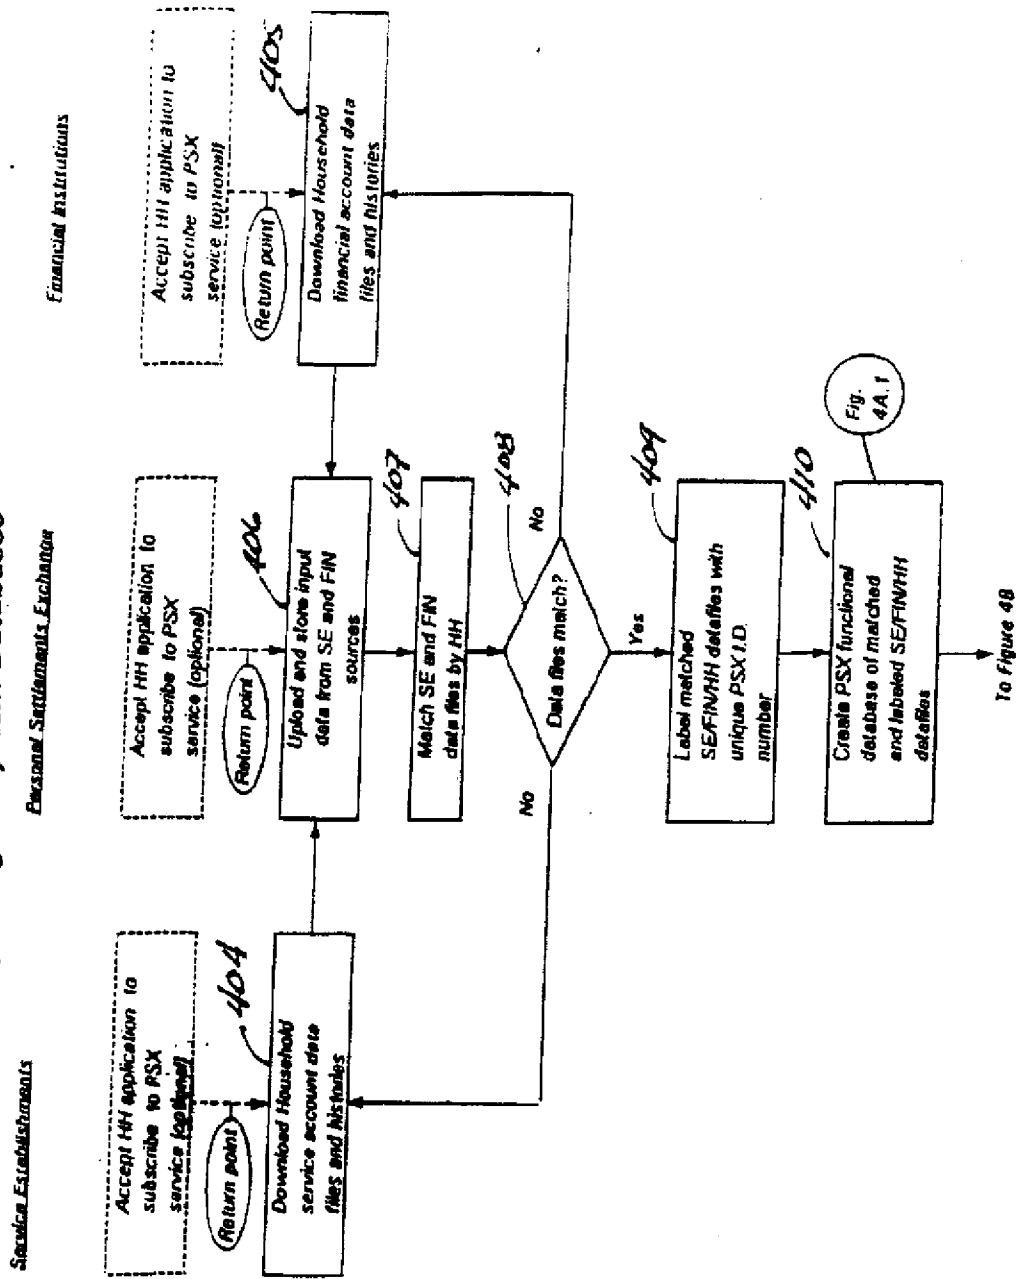 Service Establishments
Personal Settlements Exchange
Financial Institutions
Accept HH application to
subscribe to PSX
service (optional)
Accept HH application to
subscribe to PSX
service (optional)
Accept HH application to
subscribe to PSX
service (optional)
Return point
Return point
Return point
404
Download Household
service account data
files and histories
406
Upload and store input
data from SE and FIN
sources
405
Download Household
financial account data
files and histories
407
Match SE and FIN
data files by HH
408
Data files match?
No
No
Yes
409
Label matched
SE/FIN/HH datafiles with
unique PSX I.D.
number
410
Create PSX functional
database of matched
and labeled SE/FIN/HH
datafiles
Fig.
4A.1
To Figure 4B